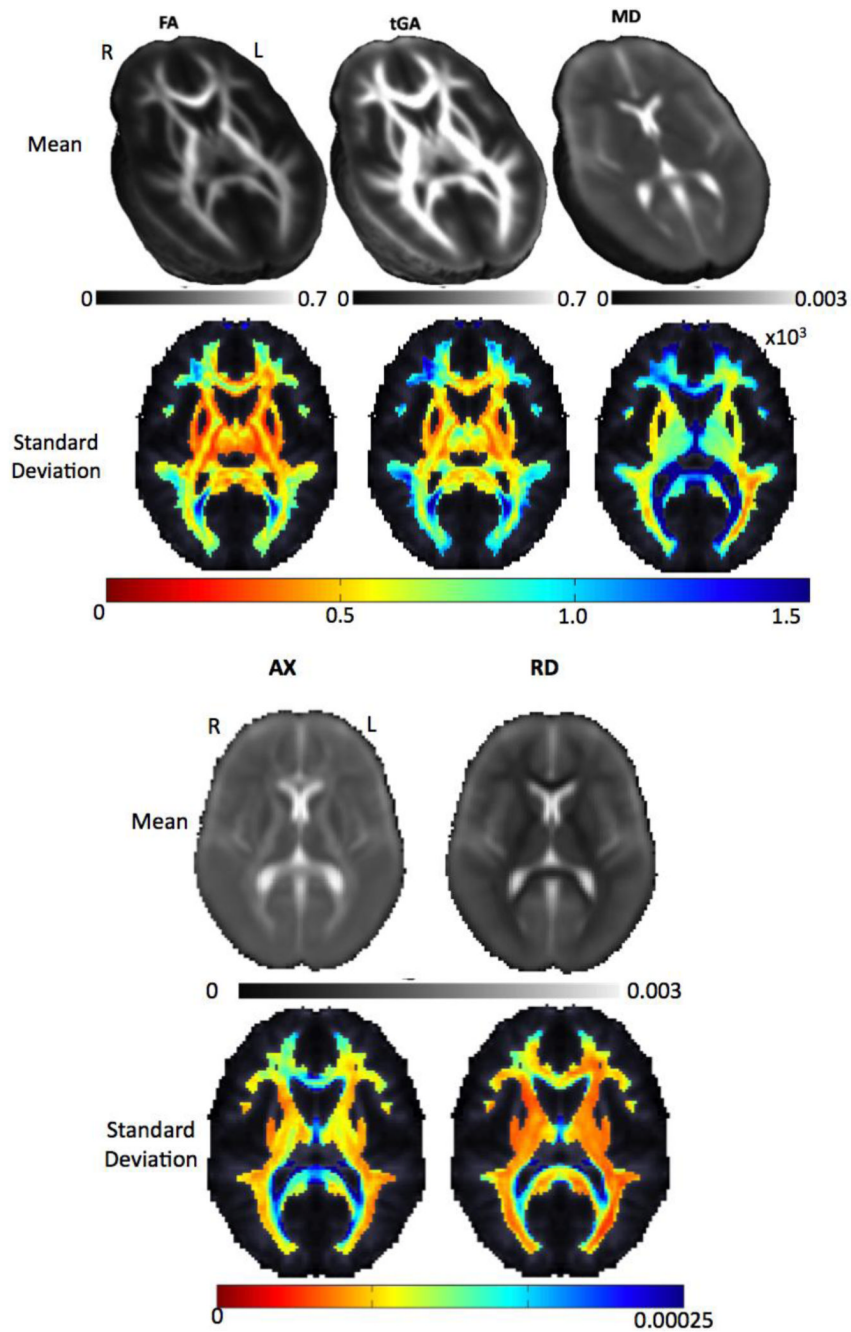 FA tGA MD
R L
Mean
0 0.7 0 0.7 0 0.003
x10³
Standard
Deviation
0 0.5 1.0 1.5
AX RD
R L
Mean
0 0.003
Standard
Deviation
0 0.00025